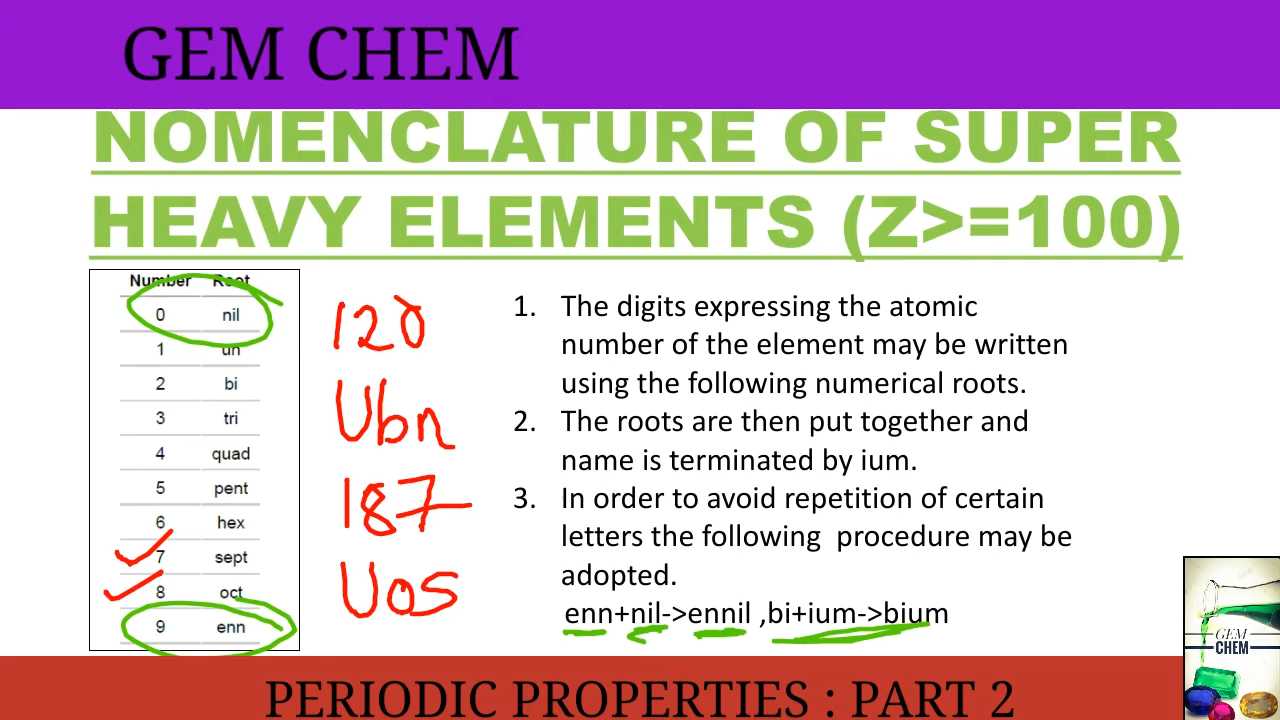 GEM CHEM
NOMENCLATURE OF SUPER
HEAVY ELEMENTS (Z>=100)
Number Root
0 nil
1 un
2 bi
3 tri
4 quad
5 pent
6 hex
7 sept
8 oct
9 enn
120
Ubn
187
Uos
1. The digits expressing the atomic
number of the element may be written
using the following numerical roots.
2. The roots are then put together and
name is terminated by ium.
3. In order to avoid repetition of certain
letters the following procedure may be
adopted.
enn+nil->ennil ,bi+ium->bium
GEM
CHEM
PERIODIC PROPERTIES : PART 2